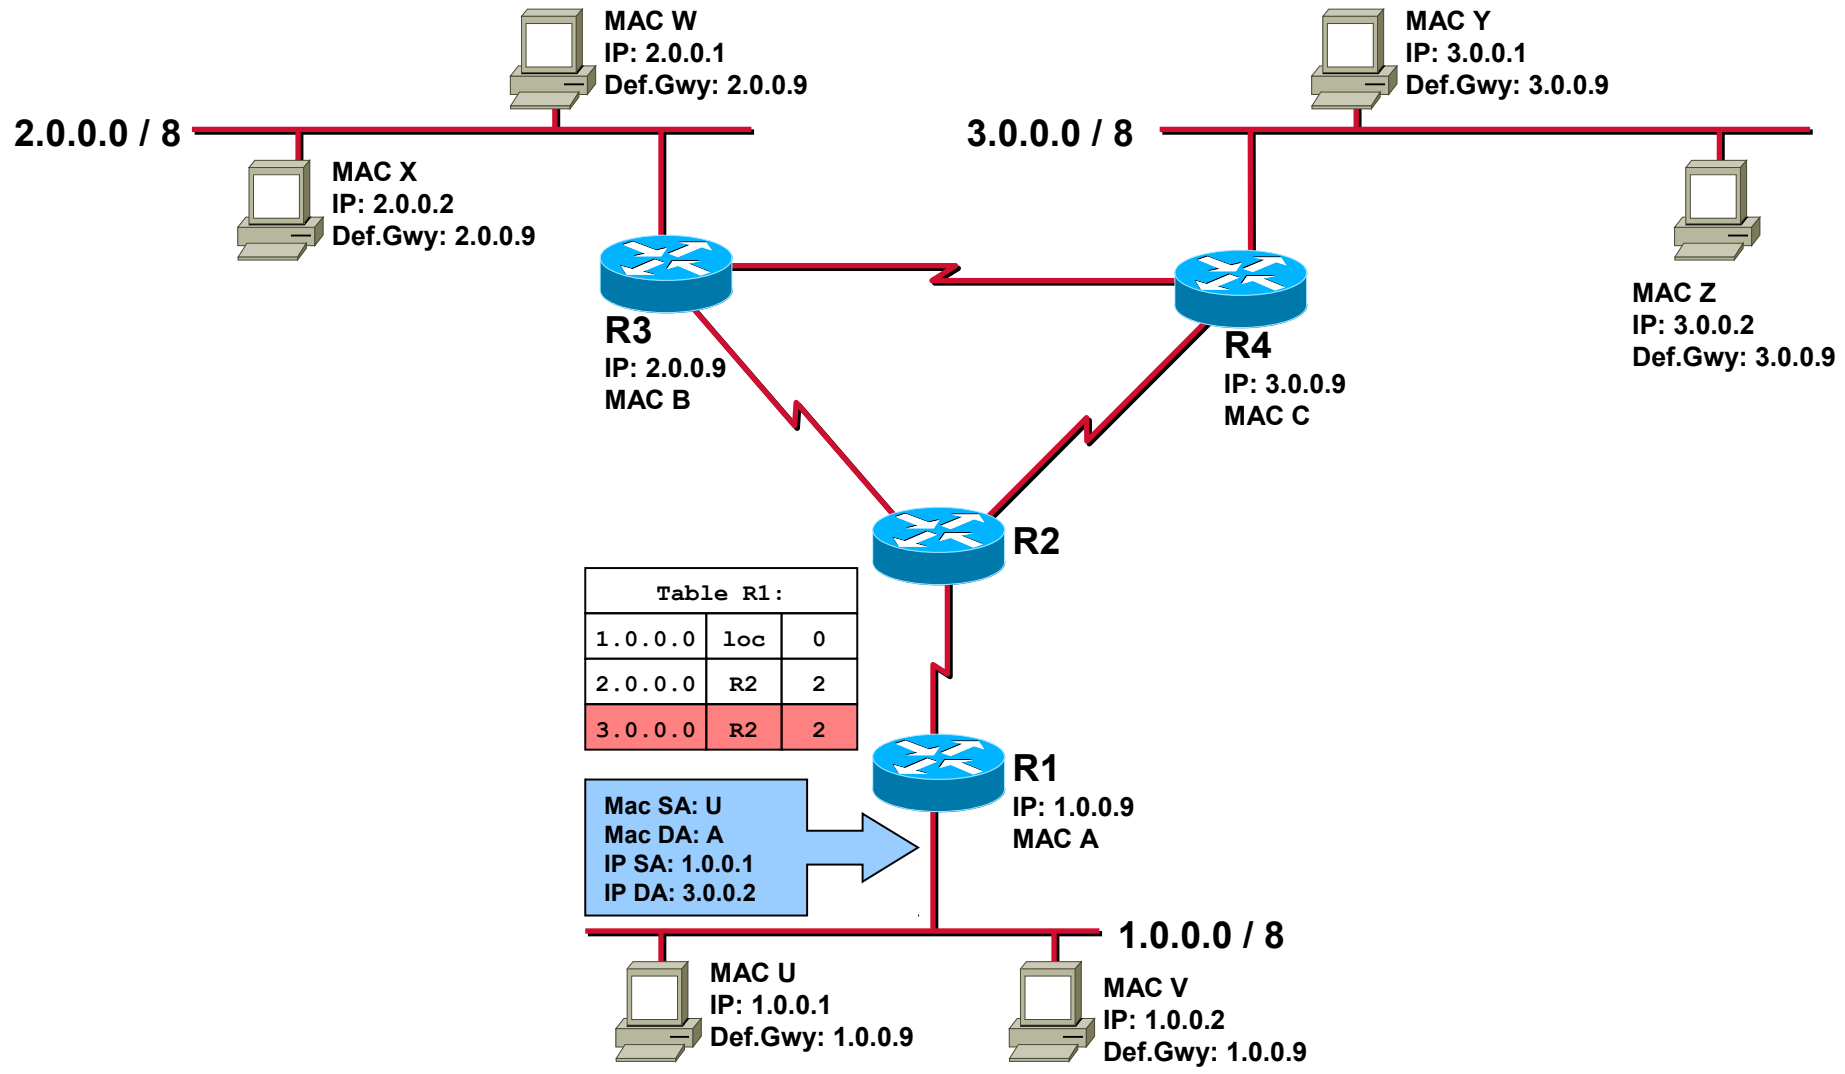 MAC W
IP: 2.0.0.1
Def.Gwy: 2.0.0.9
MAC Y
IP: 3.0.0.1
Def.Gwy: 3.0.0.9
2.0.0.0 / 8
3.0.0.0 / 8
MAC X
IP: 2.0.0.2
Def.Gwy: 2.0.0.9
MAC Z
IP: 3.0.0.2
Def.Gwy: 3.0.0.9
R3
IP: 2.0.0.9
MAC B
R4
IP: 3.0.0.9
MAC C
R2
Table R1:
1.0.0.0 loc 0
2.0.0.0 R2 2
3.0.0.0 R2 2
R1
IP: 1.0.0.9
MAC A
Mac SA: U
Mac DA: A
IP SA: 1.0.0.1
IP DA: 3.0.0.2
1.0.0.0 / 8
MAC U
IP: 1.0.0.1
Def.Gwy: 1.0.0.9
MAC V
IP: 1.0.0.2
Def.Gwy: 1.0.0.9